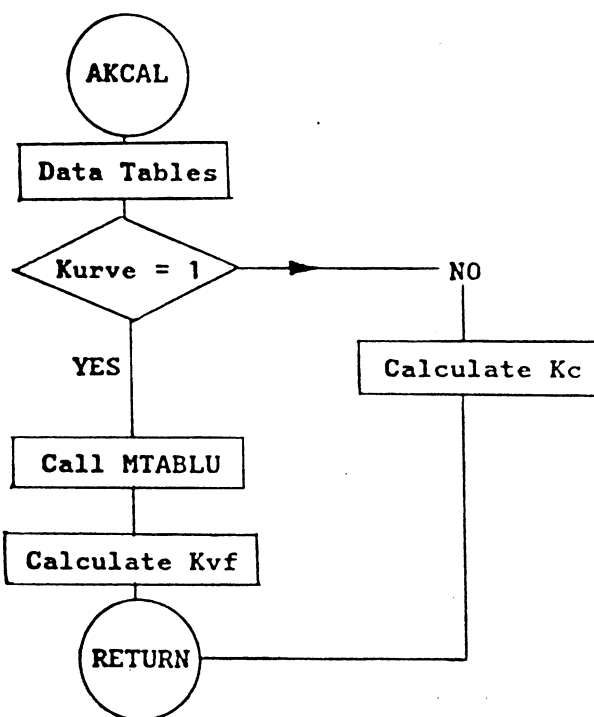 AKCAL
Data Tables
Kurve = 1
NO
YES
Calculate Kc
Call MTABLU
Calculate Kvf
RETURN